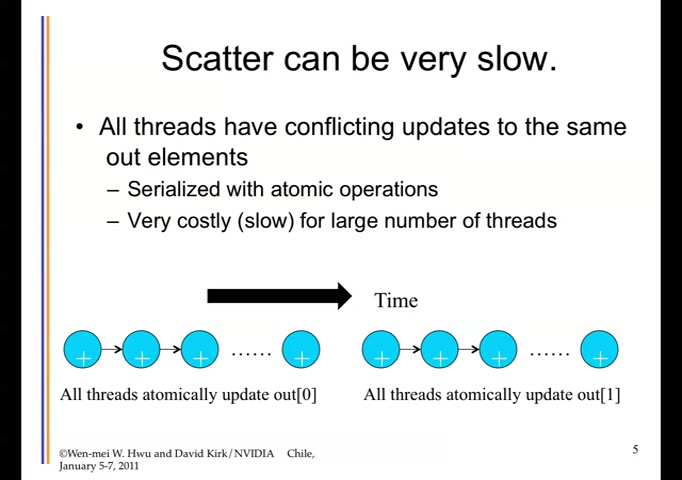 Scatter can be very slow.
• All threads have conflicting updates to the same
out elements
– Serialized with atomic operations
– Very costly (slow) for large number of threads
Time
+ + + ...... + + + + ...... +
All threads atomically update out[0] All threads atomically update out[1]
©Wen-mei W. Hwu and David Kirk/NVIDIA Chile,
January 5-7, 2011
5